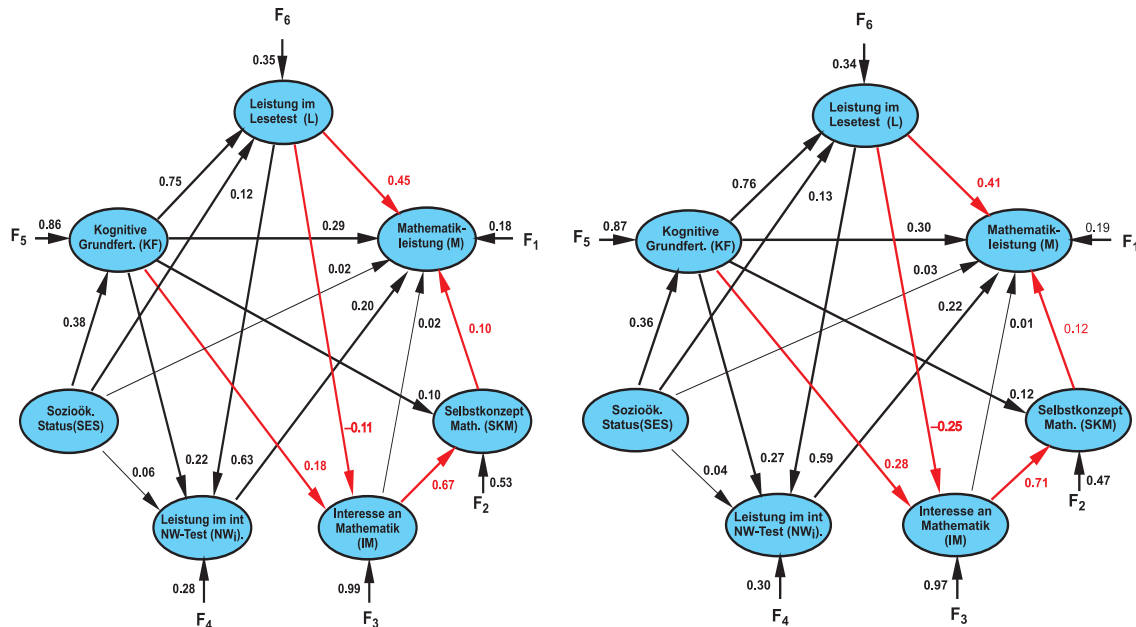 F6
0.35
Leistung im
Lesetest (L)
0.75
0.12
0.45
0.86
F5
Kognitive
Grundfert. (KF)
0.29
Mathematik-
leistung (M)
0.18
F1
0.02
0.38
0.20
0.02
0.10
Sozioök.
Status(SES)
0.10
Selbstkonzept
Math. (SKM)
–0.11
0.06
0.22
0.63
0.18
0.67
0.53
F2
Leistung im int
NW-Test (NWi).
Interesse an
Mathematik
(IM)
0.28
F4
0.99
F3
F6
0.34
Leistung im
Lesetest (L)
0.76
0.13
0.41
0.87
F5
Kognitive
Grundfert. (KF)
0.30
Mathematik-
leistung (M)
0.19
F1
0.03
0.36
0.22
0.01
0.12
Sozioök.
Status(SES)
0.12
Selbstkonzept
Math. (SKM)
–0.25
0.04
0.27
0.59
0.28
0.71
0.47
F2
Leistung im int
NW-Test (NWi).
Interesse an
Mathematik
(IM)
0.30
F4
0.97
F3